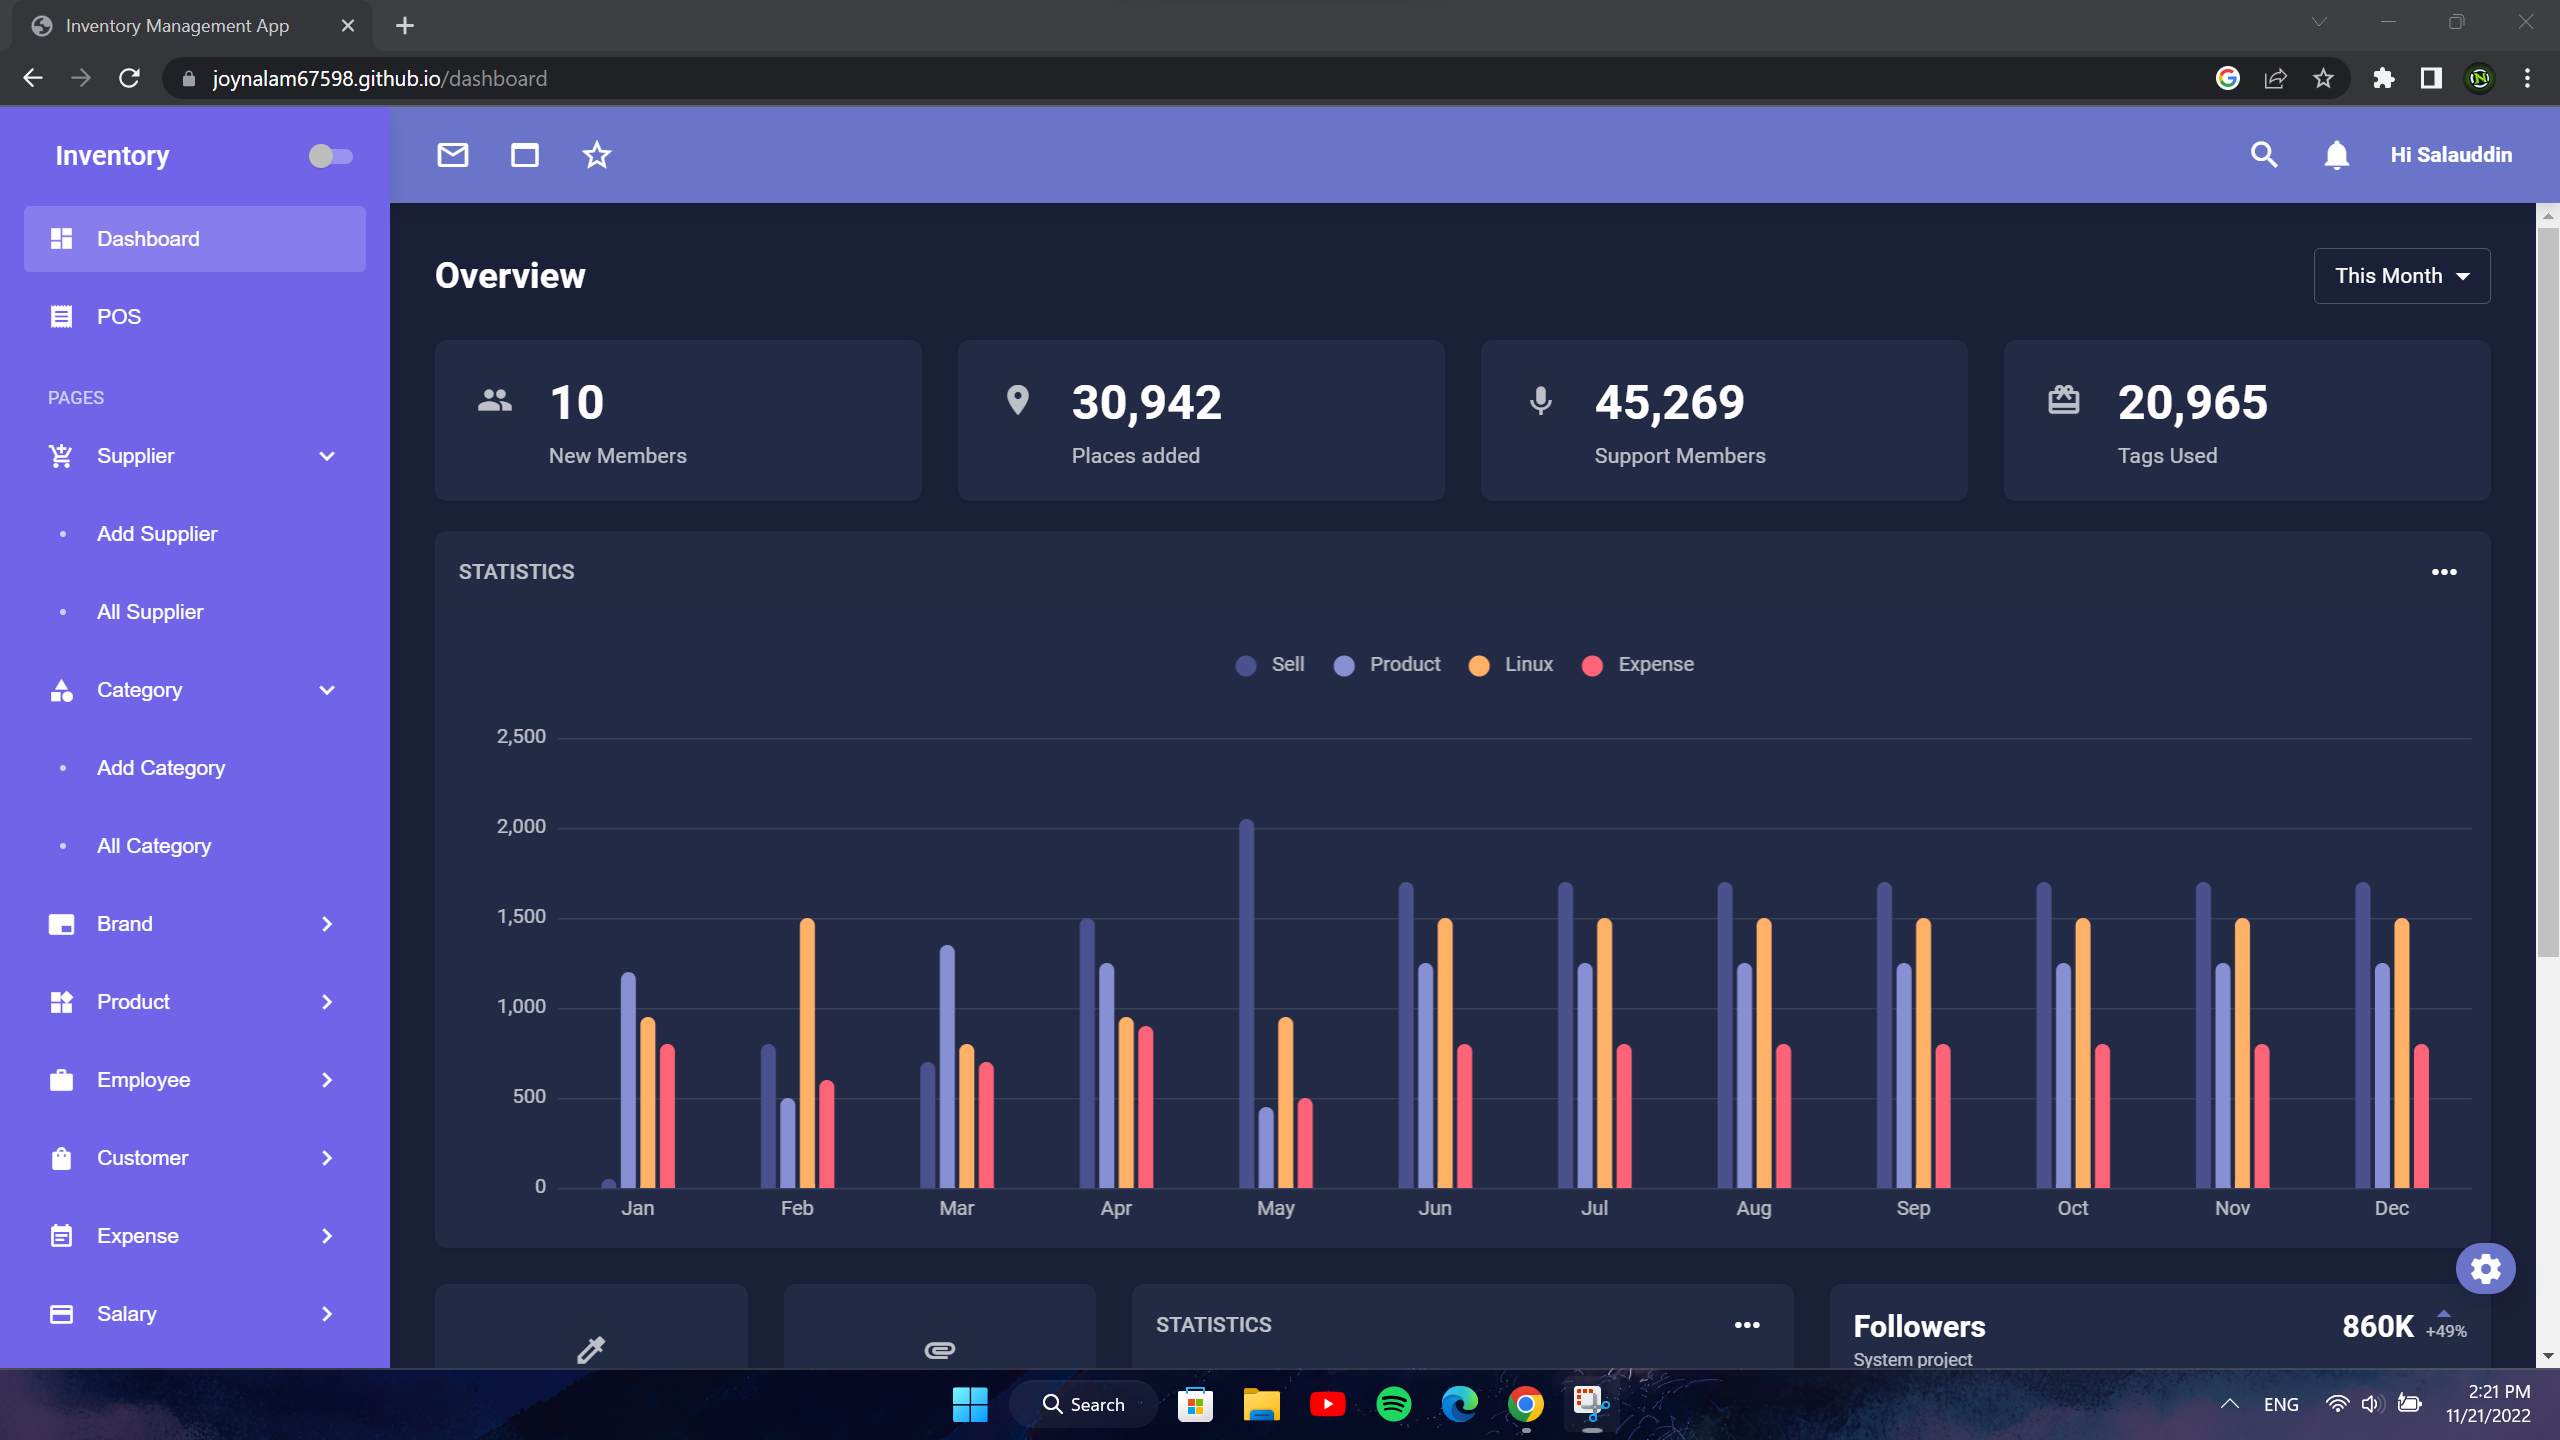 Inventory Management App
joynalam67598.github.io/dashboard
Inventory
Hi Salauddin
Dashboard
POS
PAGES
Supplier
Add Supplier
All Supplier
Category
Add Category
All Category
Brand
Product
Employee
Customer
Expense
Salary
Overview
This Month
10
New Members
30,942
Places added
45,269
Support Members
20,965
Tags Used
STATISTICS
Sell Product Linux Expense
2,500
2,000
1,500
1,000
500
0
Jan Feb Mar Apr May Jun Jul Aug Sep Oct Nov Dec
STATISTICS
Followers
860K
+49%
System project
Search
ENG
2:21 PM
11/21/2022